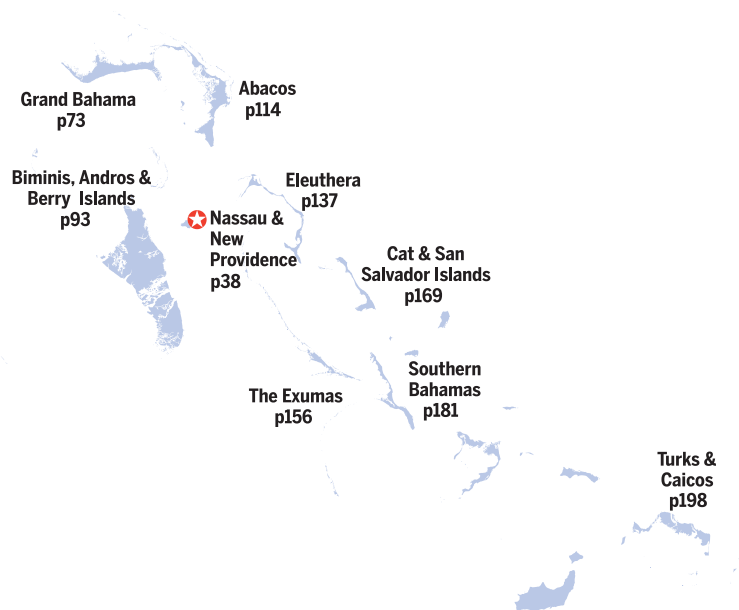 Grand Bahama
p73
Abacos
p114
Biminis, Andros &
Berry Islands
p93
Eleuthera
p137
Nassau &
New
Providence
p38
Cat & San
Salvador Islands
p169
The Exumas
p156
Southern
Bahamas
p181
Turks &
Caicos
p198